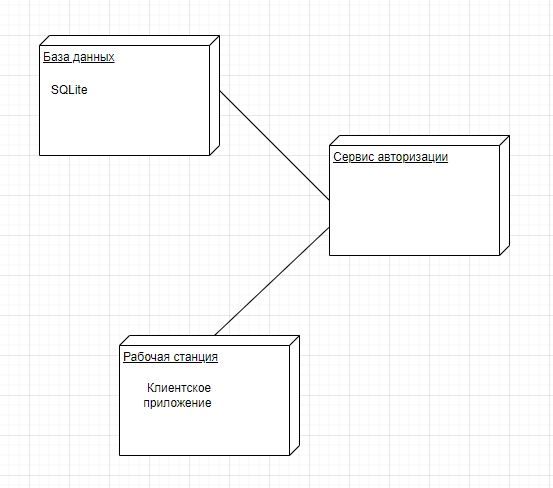 База данных
SQLite
Сервис авторизации
Рабочая станция
Клиентское
приложение